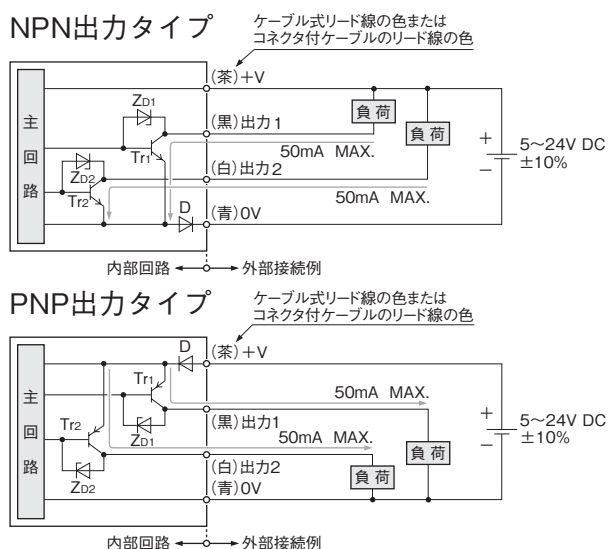 NPN出力タイプ
ケーブル式リード線の色または
コネクタ付ケーブルのリード線の色
(茶)+V
ZD1
(黒)出力1
負荷
負荷
主回路
Tr1
50mA MAX.
+
5〜24V DC
±10%
−
ZD2
(白)出力2
Tr2
50mA MAX.
D
(青)0V
内部回路
外部接続例
PNP出力タイプ
ケーブル式リード線の色または
コネクタ付ケーブルのリード線の色
D
(茶)+V
Tr1
50mA MAX.
主回路
(黒)出力1
Tr2
ZD1
50mA MAX.
+
5〜24V DC
±10%
−
負荷
(白)出力2
負荷
ZD2
(青)0V
内部回路
外部接続例